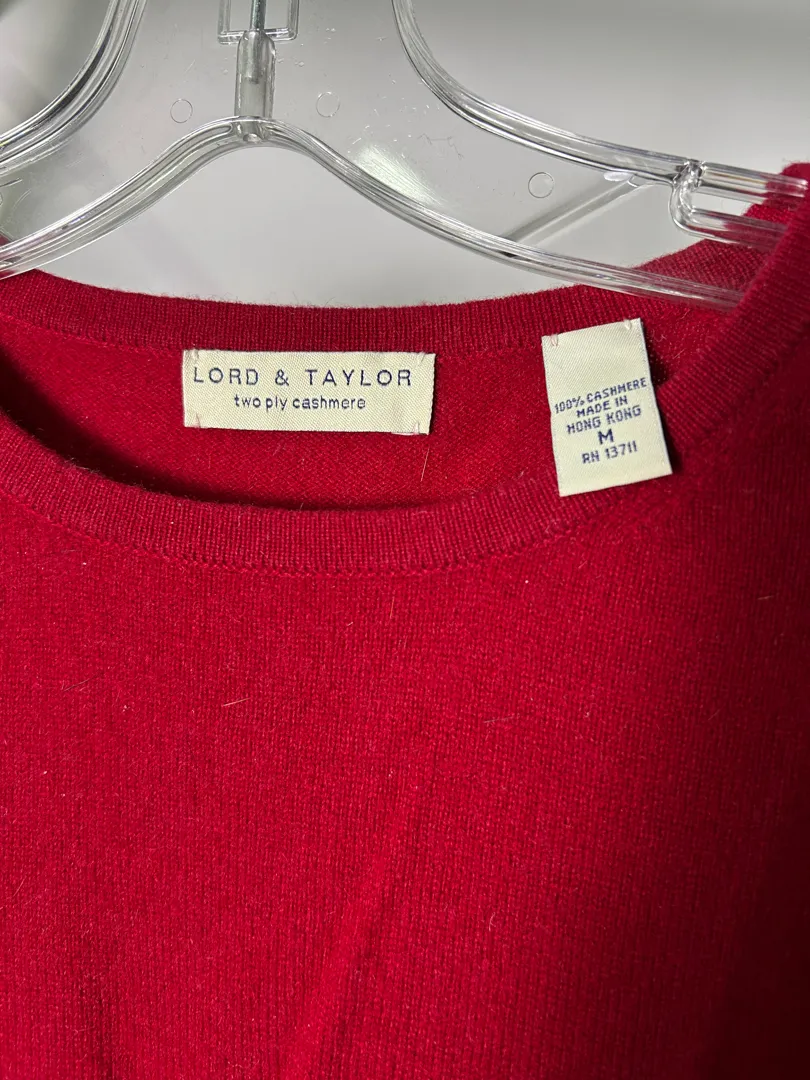 LORD & TAYLOR
two ply cashmere
100% CASHMERE
MADE IN
HONG KONG
M
RN 13711